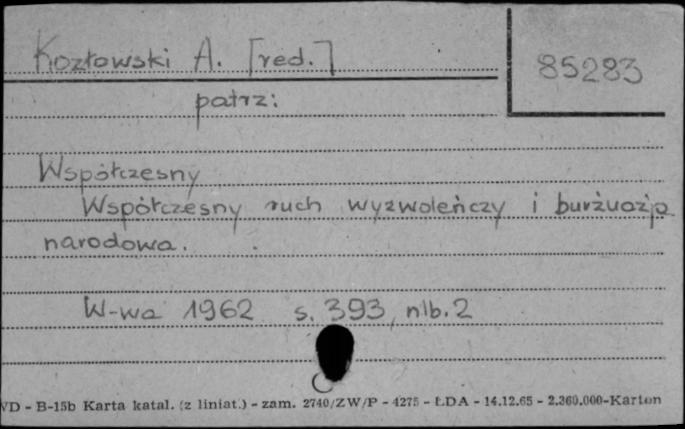 Kozłowski A. [red.]
85283
patrz:
Współczesny
Współczesny ruch wyzwoleńczy i burżuazja
narodowa.
W-wa 1962 s. 393, nlb. 2
VD - B-15b Karta katal. (z liniat.) - zam. 2740/ZW/P - 4275 - ŁDA - 14.12.65 - 2.360.000-Karton